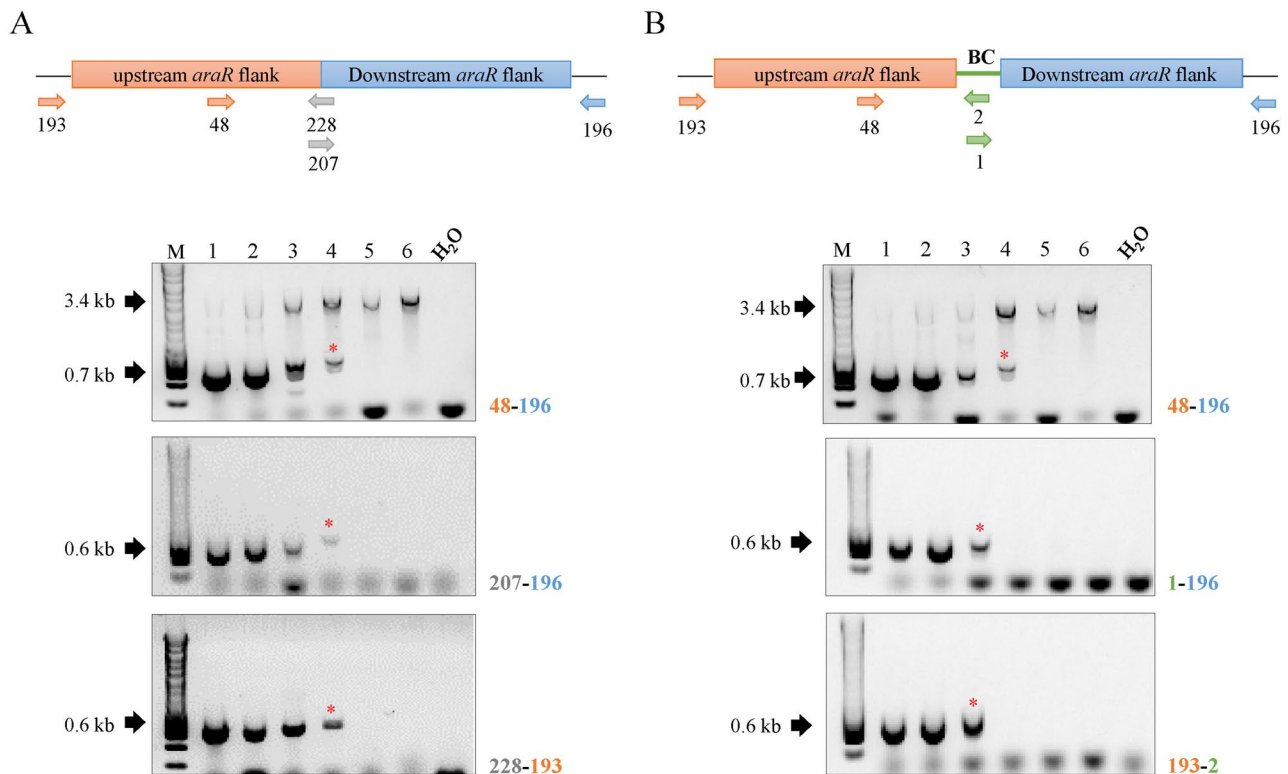 A
upstream araR flank
Downstream araR flank
193
48
228
196
207
M 1 2 3 4 5 6 H₂O
3.4 kb
*
0.7 kb
48-196
*
0.6 kb
207-196
*
0.6 kb
228-193
B
BC
upstream araR flank
Downstream araR flank
193
48
2
196
1
M 1 2 3 4 5 6 H₂O
3.4 kb
*
0.7 kb
48-196
*
0.6 kb
1-196
*
0.6 kb
193-2